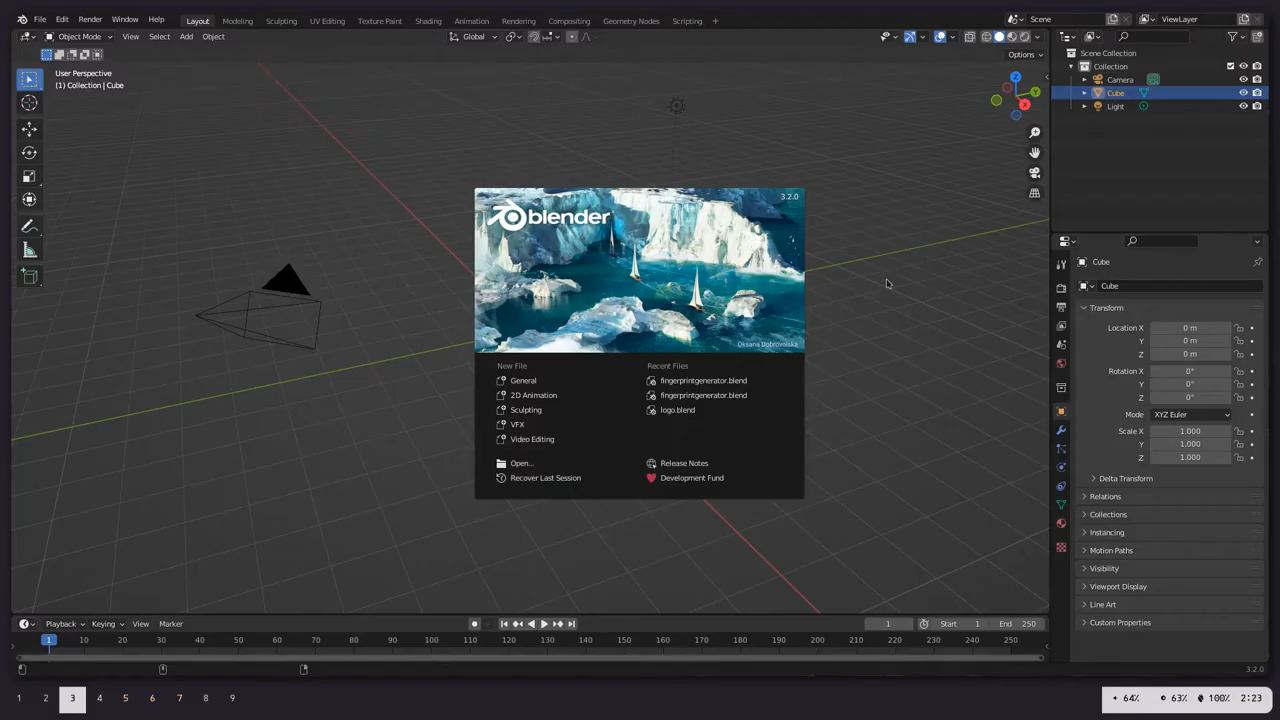 File Edit Render Window Help Layout Modeling Sculpting UV Editing Texture Paint Shading Animation Rendering Compositing Geometry Nodes Scripting + Scene ViewLayer
Object Mode View Select Add Object Global
Options
User Perspective
(1) Collection | Cube
Z
Y
X
Scene Collection
Collection
Camera
Cube
Light
3.2.0
blender
Oksana Dobrovolska
New File
General
2D Animation
Sculpting
VFX
Video Editing
Open...
Recover Last Session
Recent Files
fingerprintgenerator.blend
fingerprintgenerator.blend
logo.blend
Release Notes
Development Fund
Cube
Cube
Transform
Location X 0 m
Y 0 m
Z 0 m
Rotation X 0°
Y 0°
Z 0°
Mode XYZ Euler
Scale X 1.000
Y 1.000
Z 1.000
Delta Transform
Relations
Collections
Instancing
Motion Paths
Visibility
Viewport Display
Line Art
Custom Properties
Playback Keying View Marker 1 Start 1 End 250
1 10 20 30 40 50 60 70 80 90 100 110 120 130 140 150 160 170 180 190 200 210 220 230 240 250
3.2.0
1 2 3 4 5 6 7 8 9 64% 63% 100% 2:23